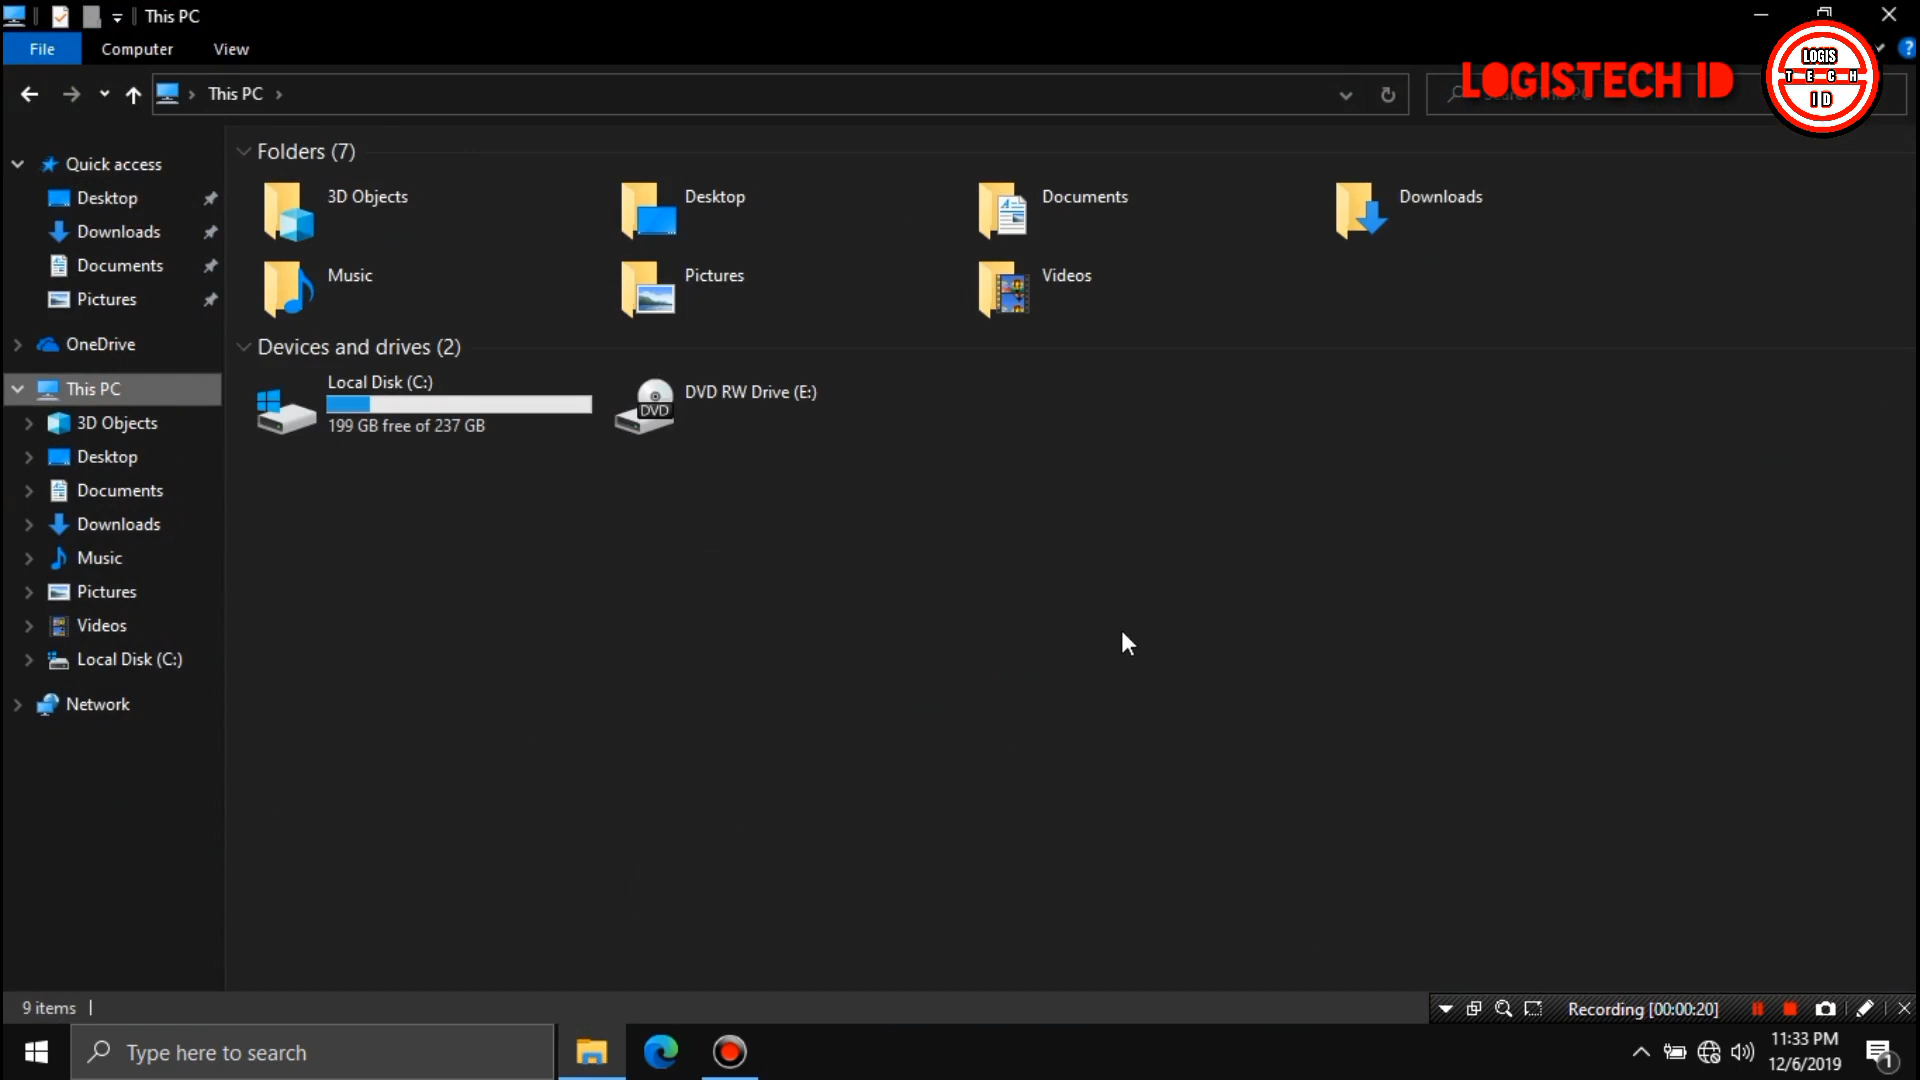 This PC
File Computer View
LOGISTECH ID
LOGIS
TECH
ID
This PC
Quick access
Desktop
Downloads
Documents
Pictures
OneDrive
This PC
3D Objects
Desktop
Documents
Downloads
Music
Pictures
Videos
Local Disk (C:)
Network
Folders (7)
3D Objects
Desktop
Documents
Downloads
Music
Pictures
Videos
Devices and drives (2)
Local Disk (C:)
199 GB free of 237 GB
DVD
DVD RW Drive (E:)
9 items
Recording [00:00:20]
Type here to search
11:33 PM
12/6/2019
1